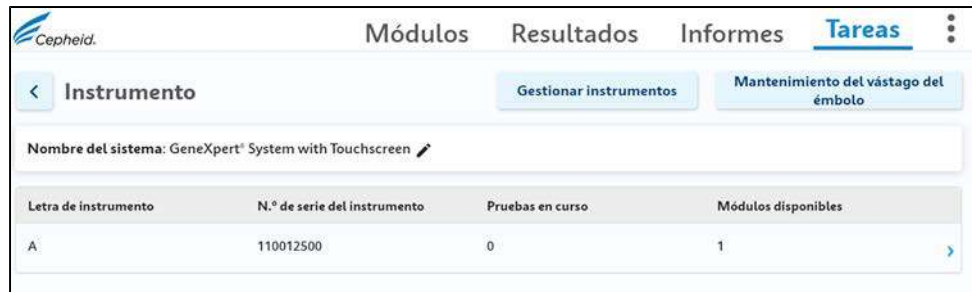 Cepheid.
Módulos Resultados Informes Tareas
Instrumento
Gestionar instrumentos
Mantenimiento del vástago del
émbolo
Nombre del sistema: GeneXpert® System with Touchscreen
Letra de instrumento N.º de serie del instrumento Pruebas en curso Módulos disponibles
A 110012500 0 1